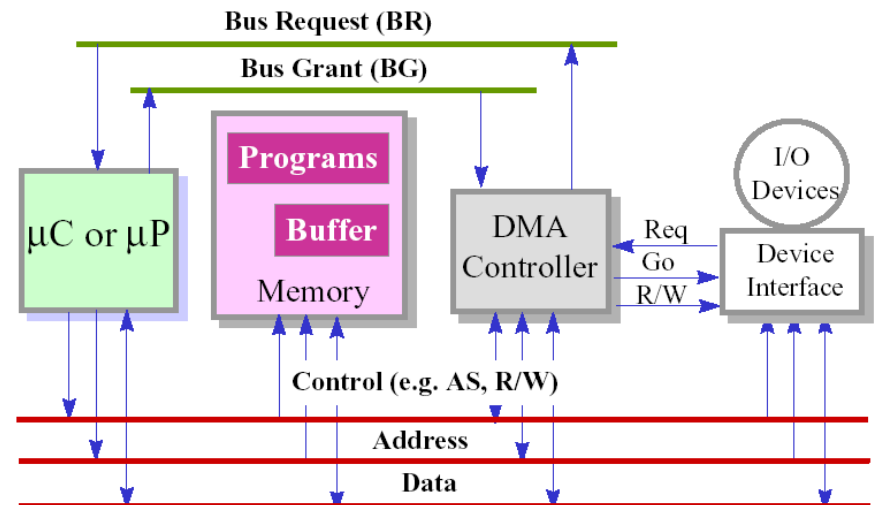 Bus Request (BR)
Bus Grant (BG)
Programs
Buffer
Memory
μC or μP
DMA
Controller
Req
Go
R/W
I/O
Devices
Device
Interface
Control (e.g. AS, R/W)
Address
Data